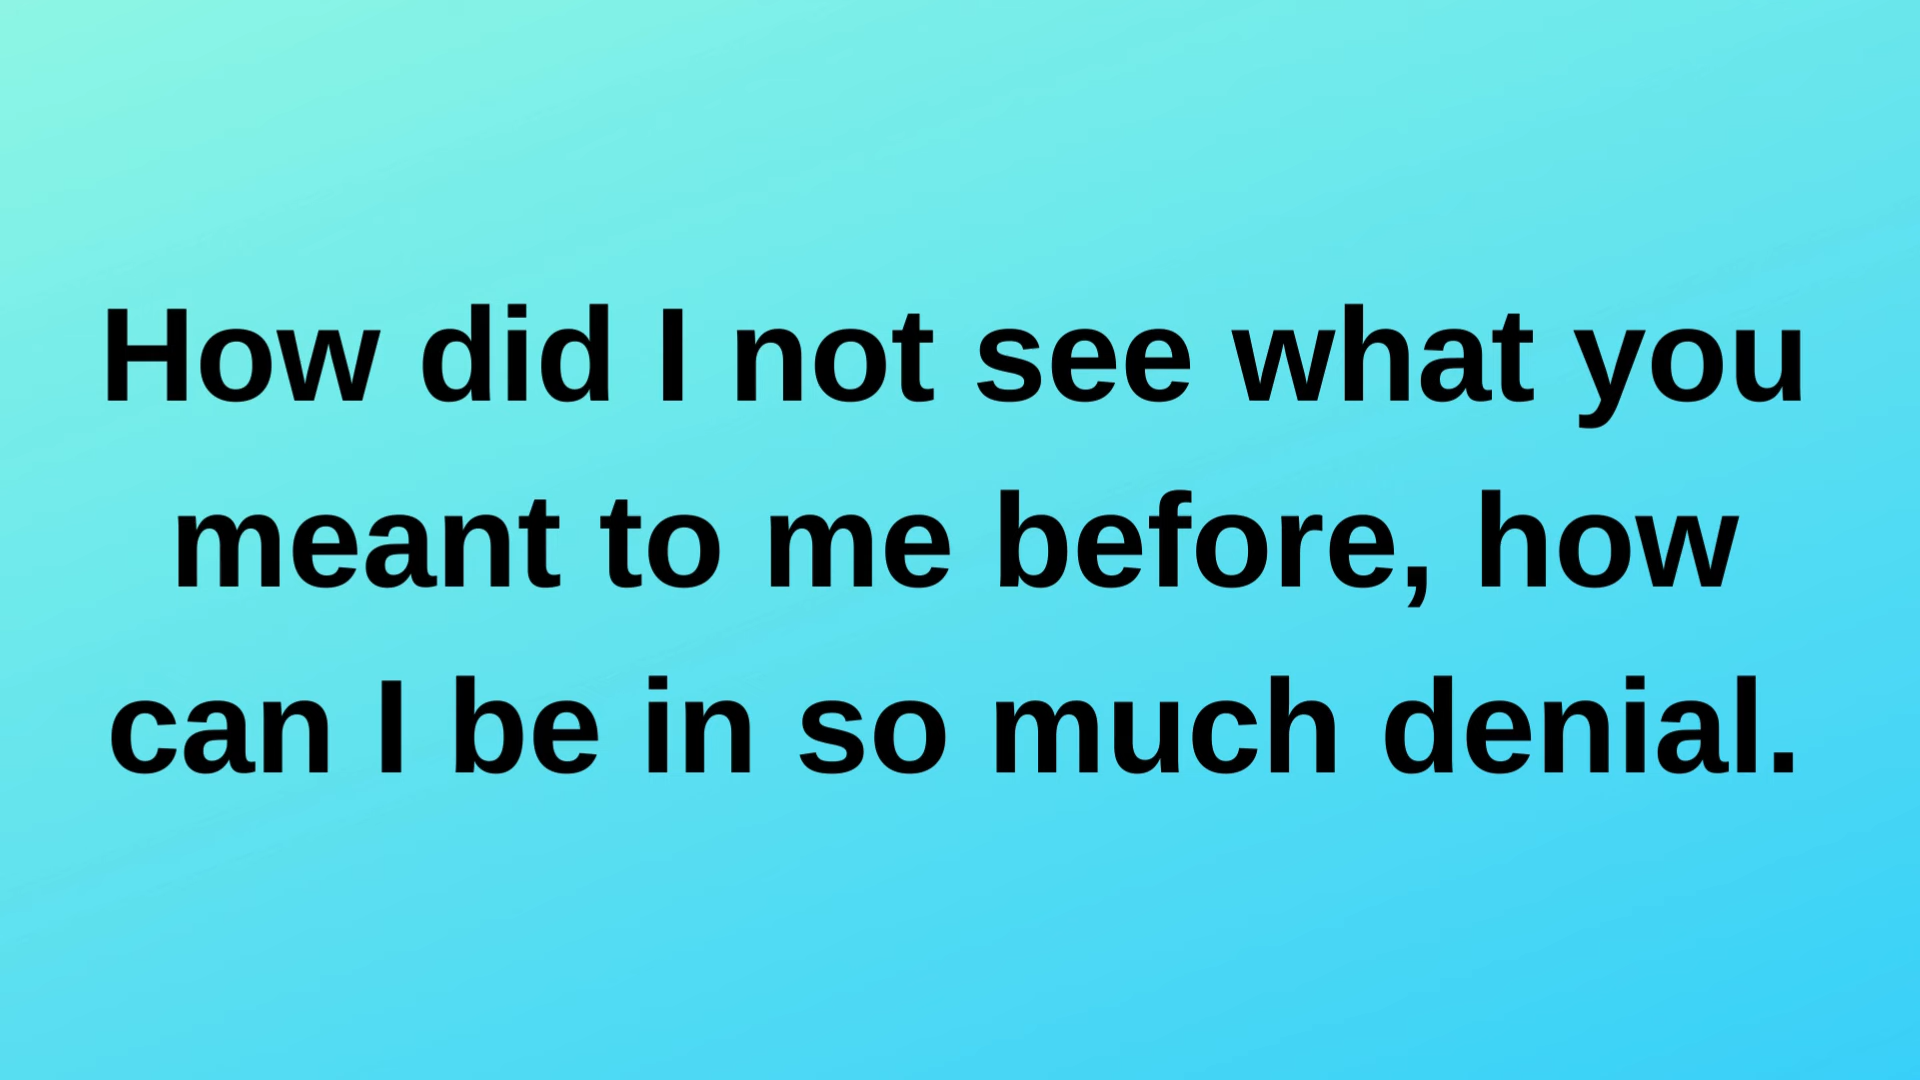 How did I not see what you
meant to me before, how
can I be in so much denial.